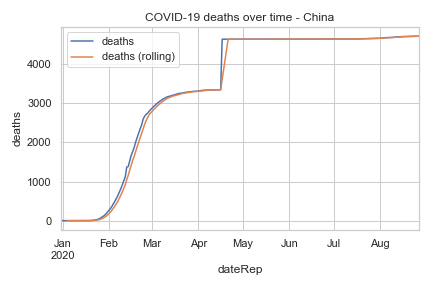 COVID-19 deaths over time - China
deaths
deaths (rolling)
deaths
4000
3000
2000
1000
0
Jan Feb Mar Apr May Jun Jul Aug
2020
dateRep